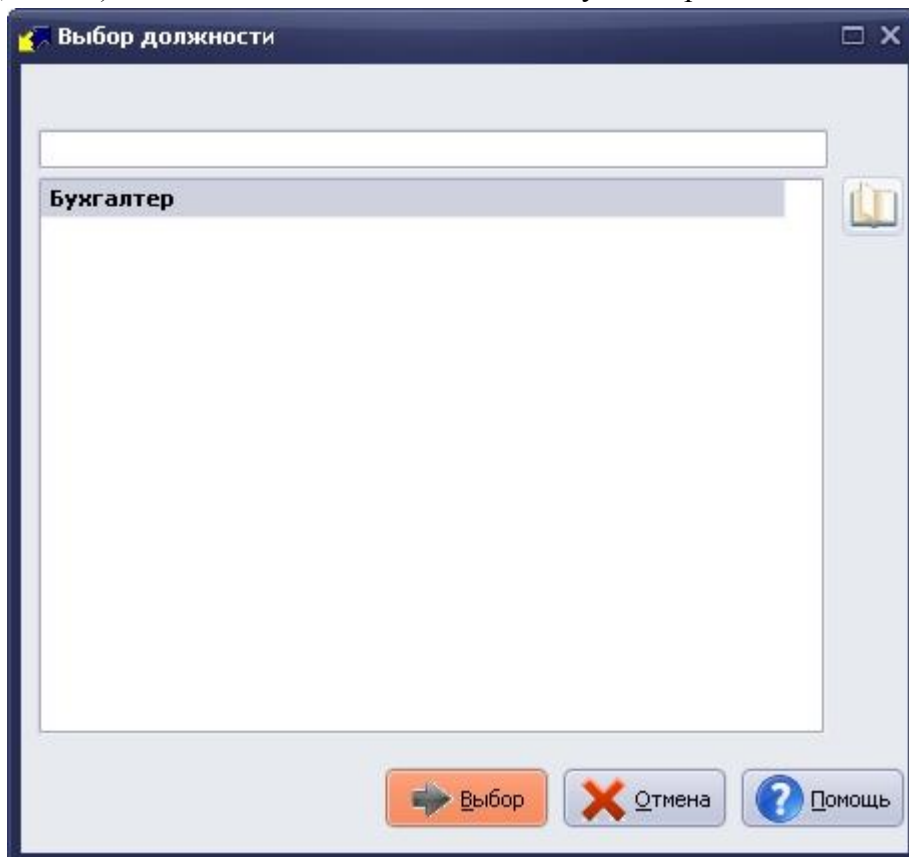 Выбор должности
Бухгалтер
Выбор
Отмена
Помощь